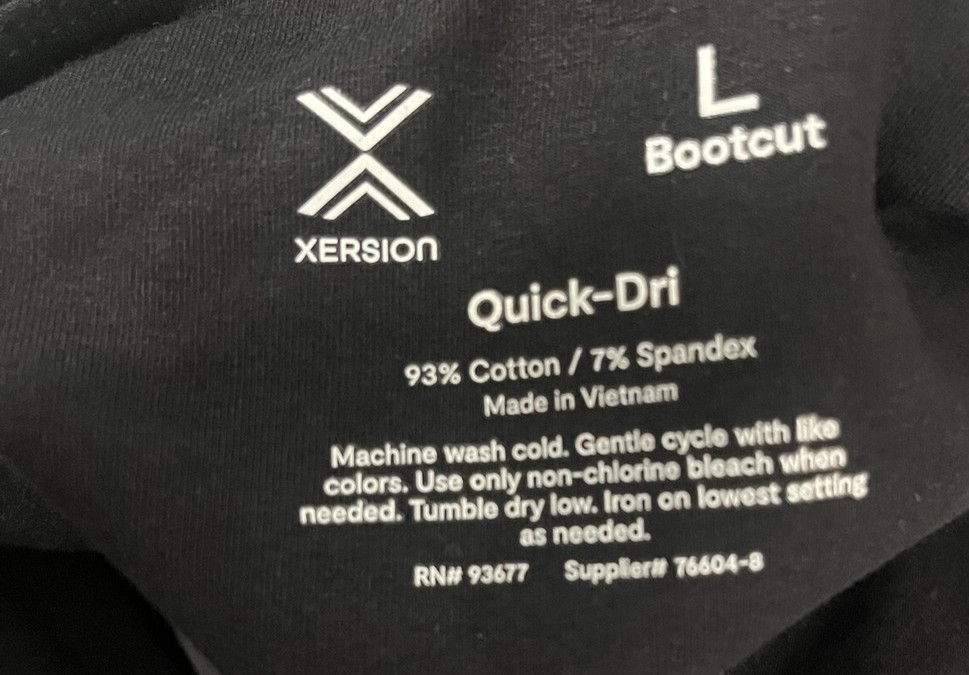 L
Bootcut
XERSION
Quick-Dri
93% Cotton / 7% Spandex
Made in Vietnam
Machine wash cold. Gentle cycle with like
colors. Use only non-chlorine bleach when
needed. Tumble dry low. Iron on lowest setting
as needed.
RN# 93677 Supplier# 76604-8